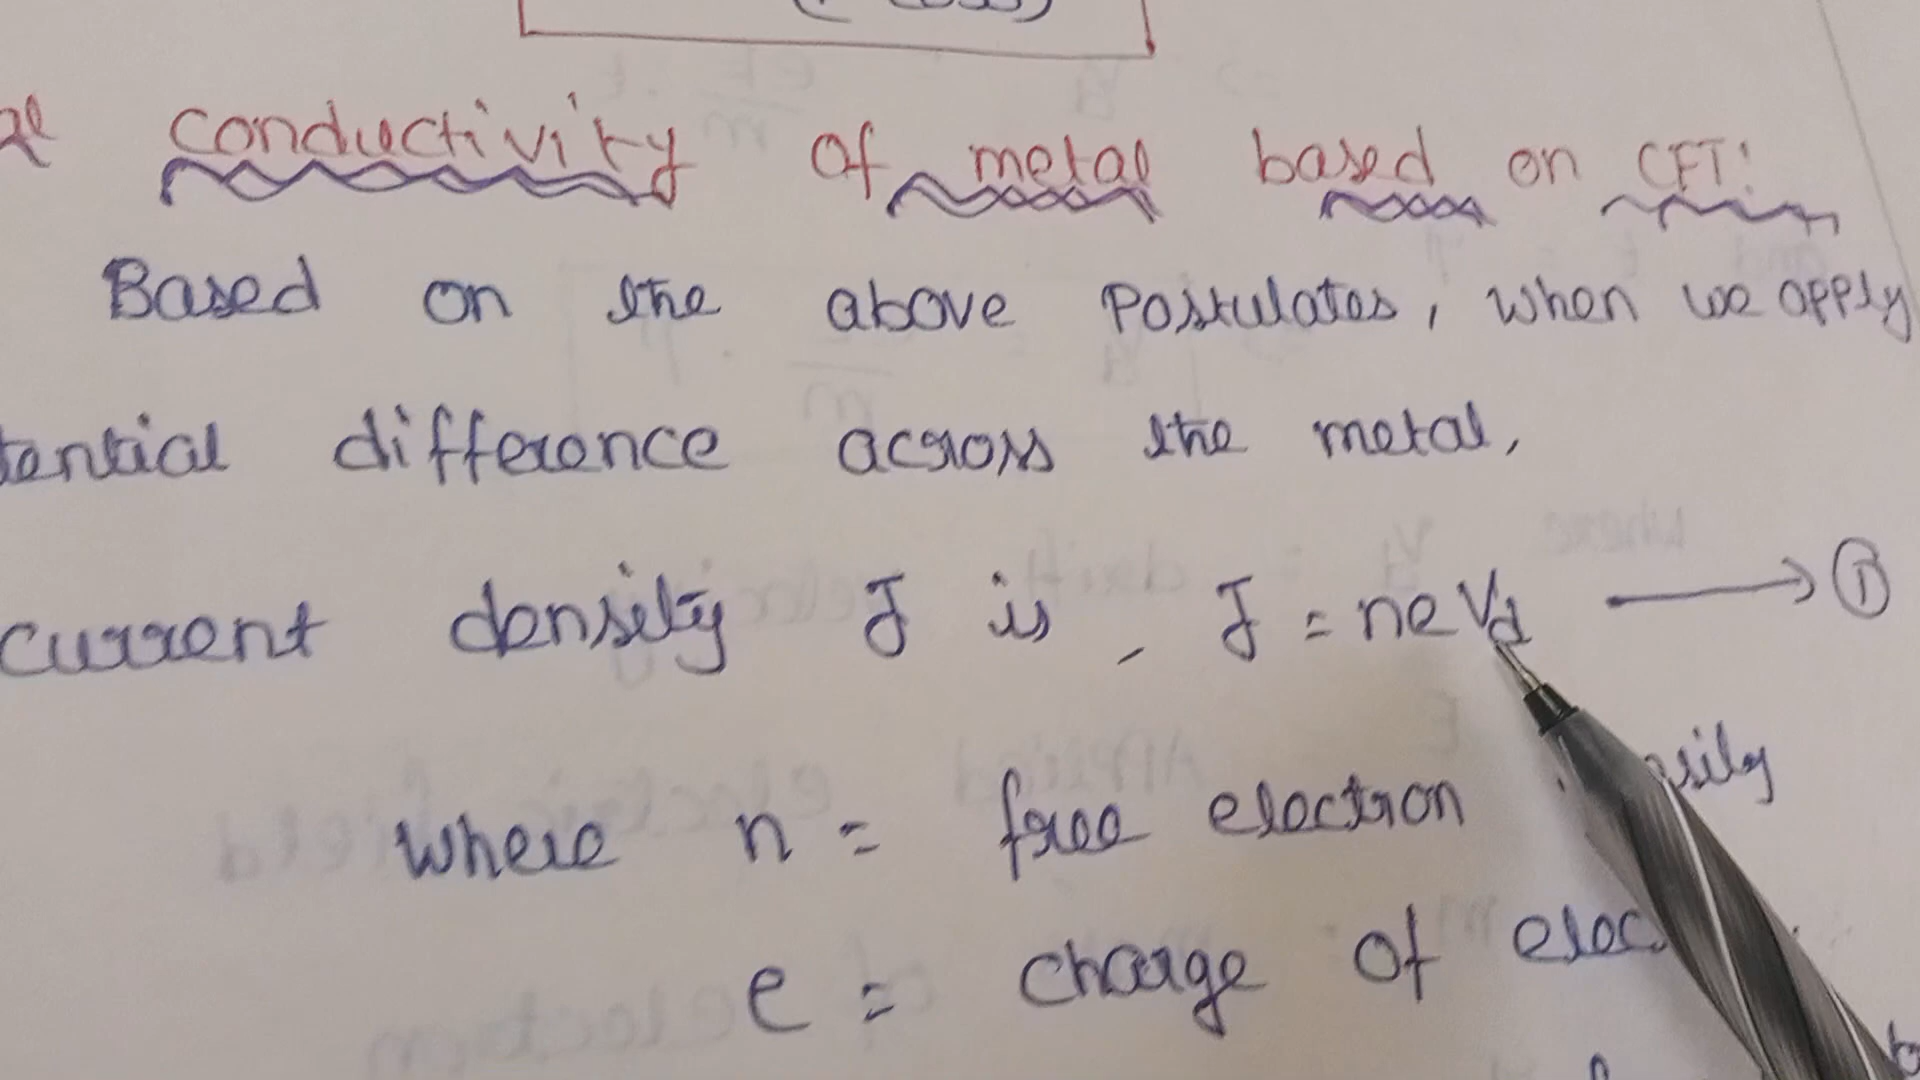 conductivity of metal based on CFT:
Based on the above Postulates, when we apply
tential difference across the metal,
current density J is, J = neVd → ①
where n = free electron
e = charge of elec